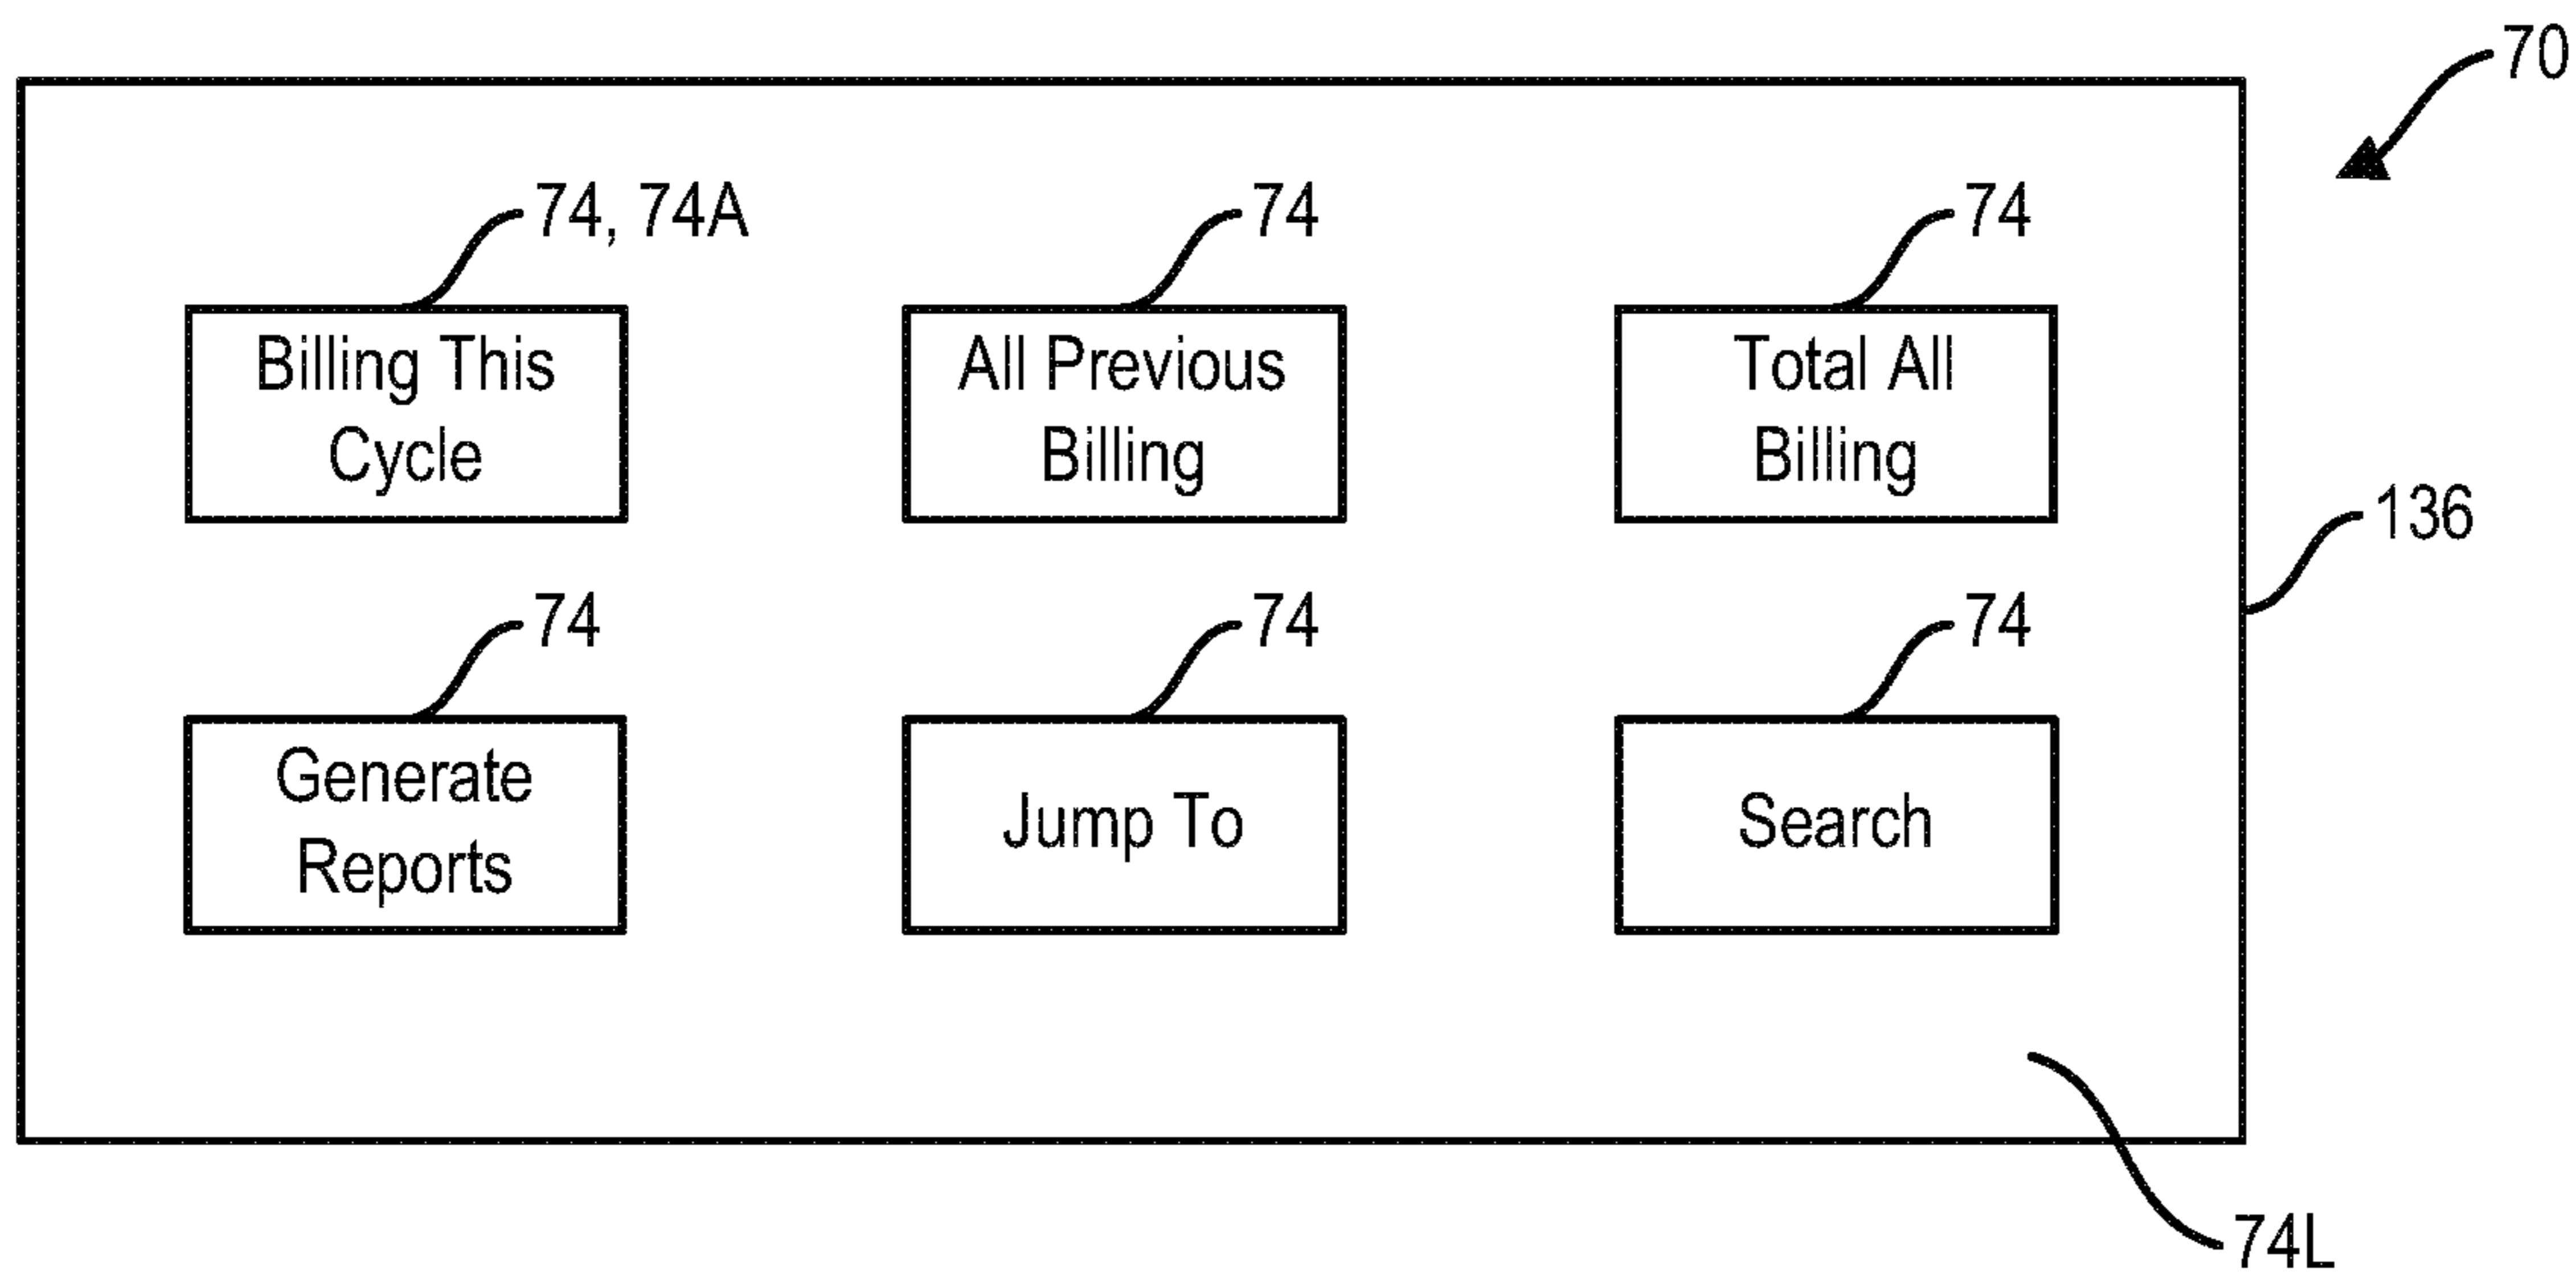 70
74, 74A
74
74
Billing This
Cycle
All Previous
Billing
Total All
Billing
136
74
74
74
Generate
Reports
Jump To
Search
74L